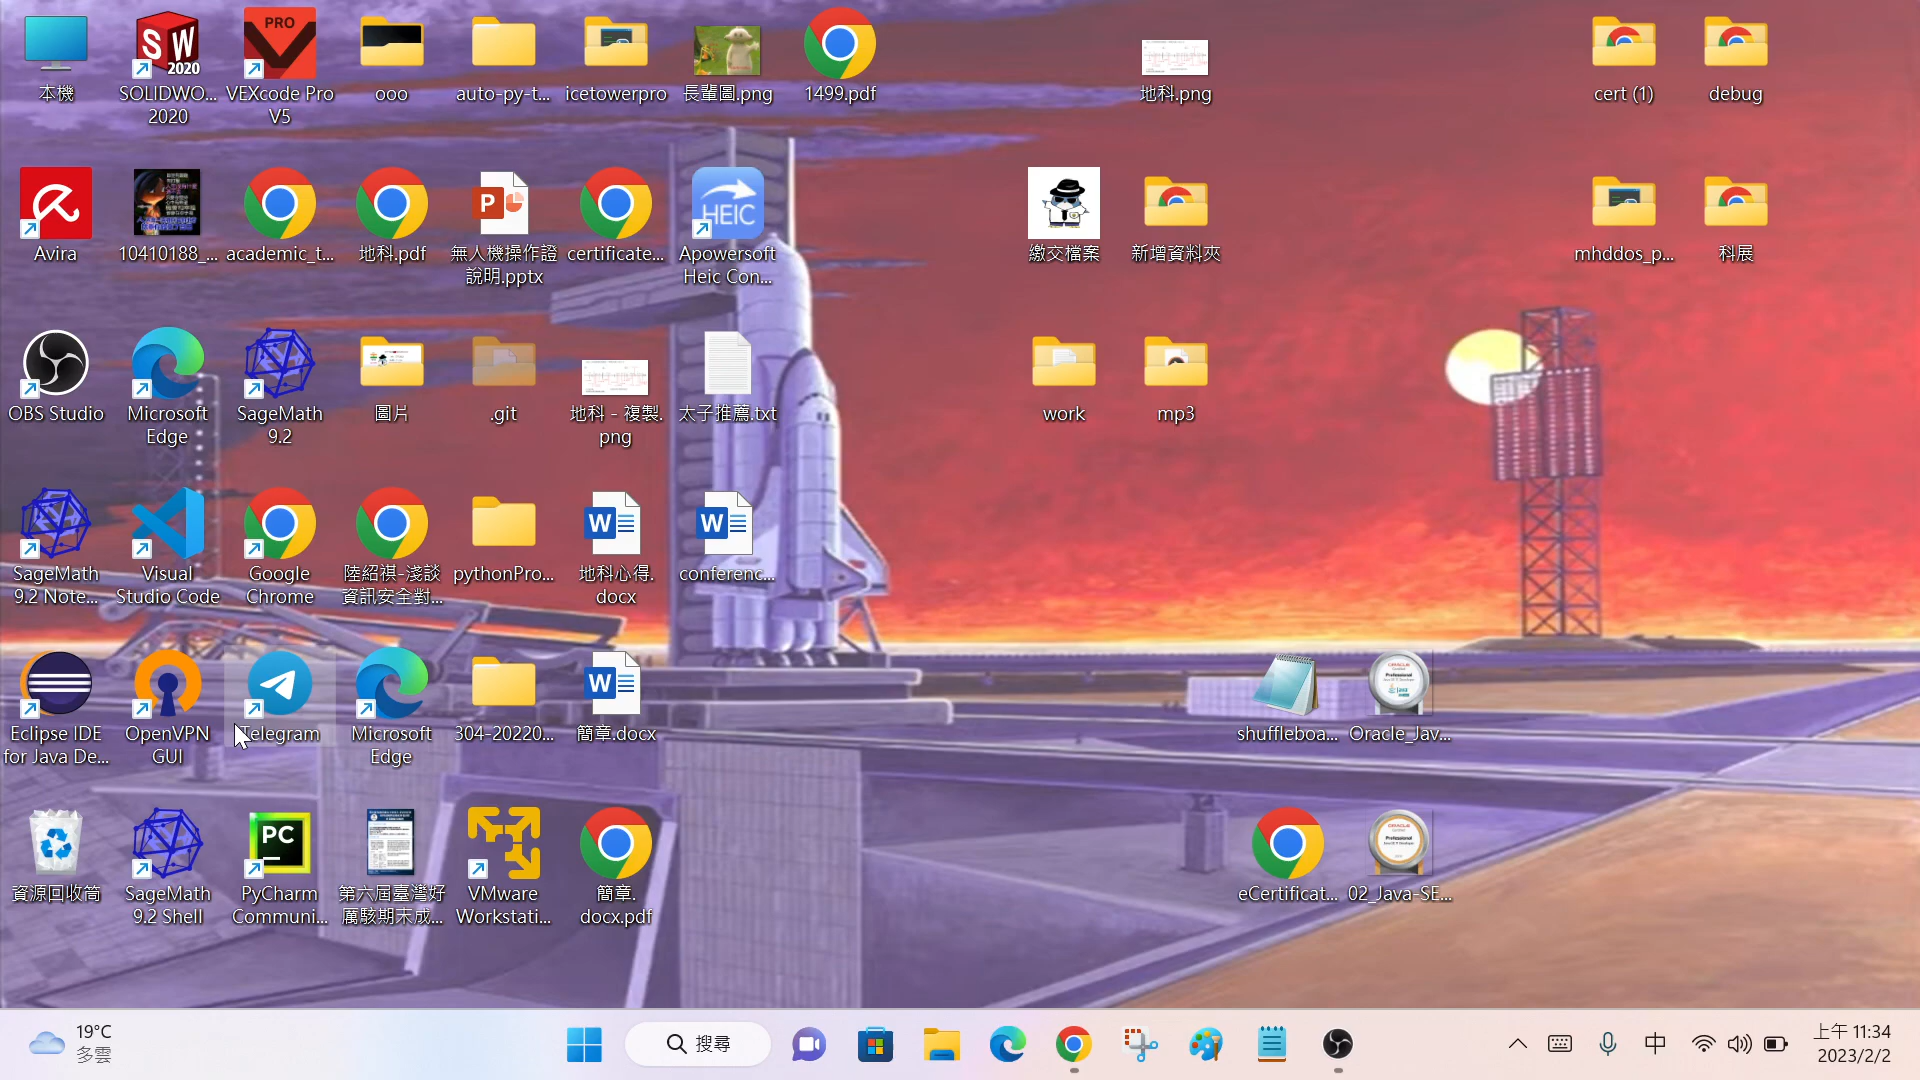 本機
SOLIDWO...
2020
VEXcode Pro
V5
ooo
auto-py-t...
icetowerpro
長輩圖.png
1499.pdf
地科.png
cert (1)
debug
Avira
10410188_...
academic_t...
地科.pdf
無人機操作證
說明.pptx
certificate...
Apowersoft
Heic Con...
繳交檔案
新增資料夾
mhddos_p...
科展
OBS Studio
Microsoft
Edge
SageMath
9.2
圖片
.git
地科 - 複製.
png
太子推薦.txt
work
mp3
SageMath
9.2 Note...
Visual
Studio Code
Google
Chrome
陸紹祺-淺談
資訊安全對...
pythonPro...
地科心得.
docx
conferenc...
Eclipse IDE
for Java De...
OpenVPN
GUI
Telegram
Microsoft
Edge
304-20220...
簡章.docx
shuffleboa...
Oracle_Jav...
資源回收筒
SageMath
9.2 Shell
PyCharm
Communi...
第六屆臺灣好
厲駭期末成...
VMware
Workstati...
簡章.
docx.pdf
eCertificat...
02_Java-SE...
19°C
多雲
搜尋
中
上午 11:34
2023/2/2
SW
2020
PRO
HEIC
PC